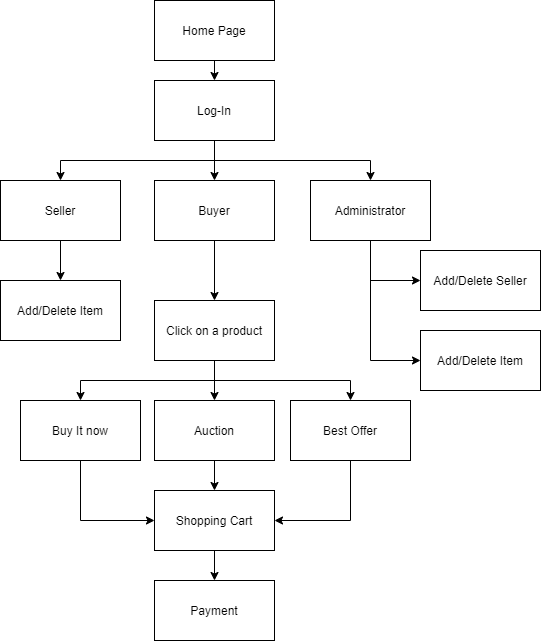 Home Page
Log-In
Seller
Buyer
Administrator
Add/Delete Item
Click on a product
Add/Delete Seller
Add/Delete Item
Buy It now
Auction
Best Offer
Shopping Cart
Payment